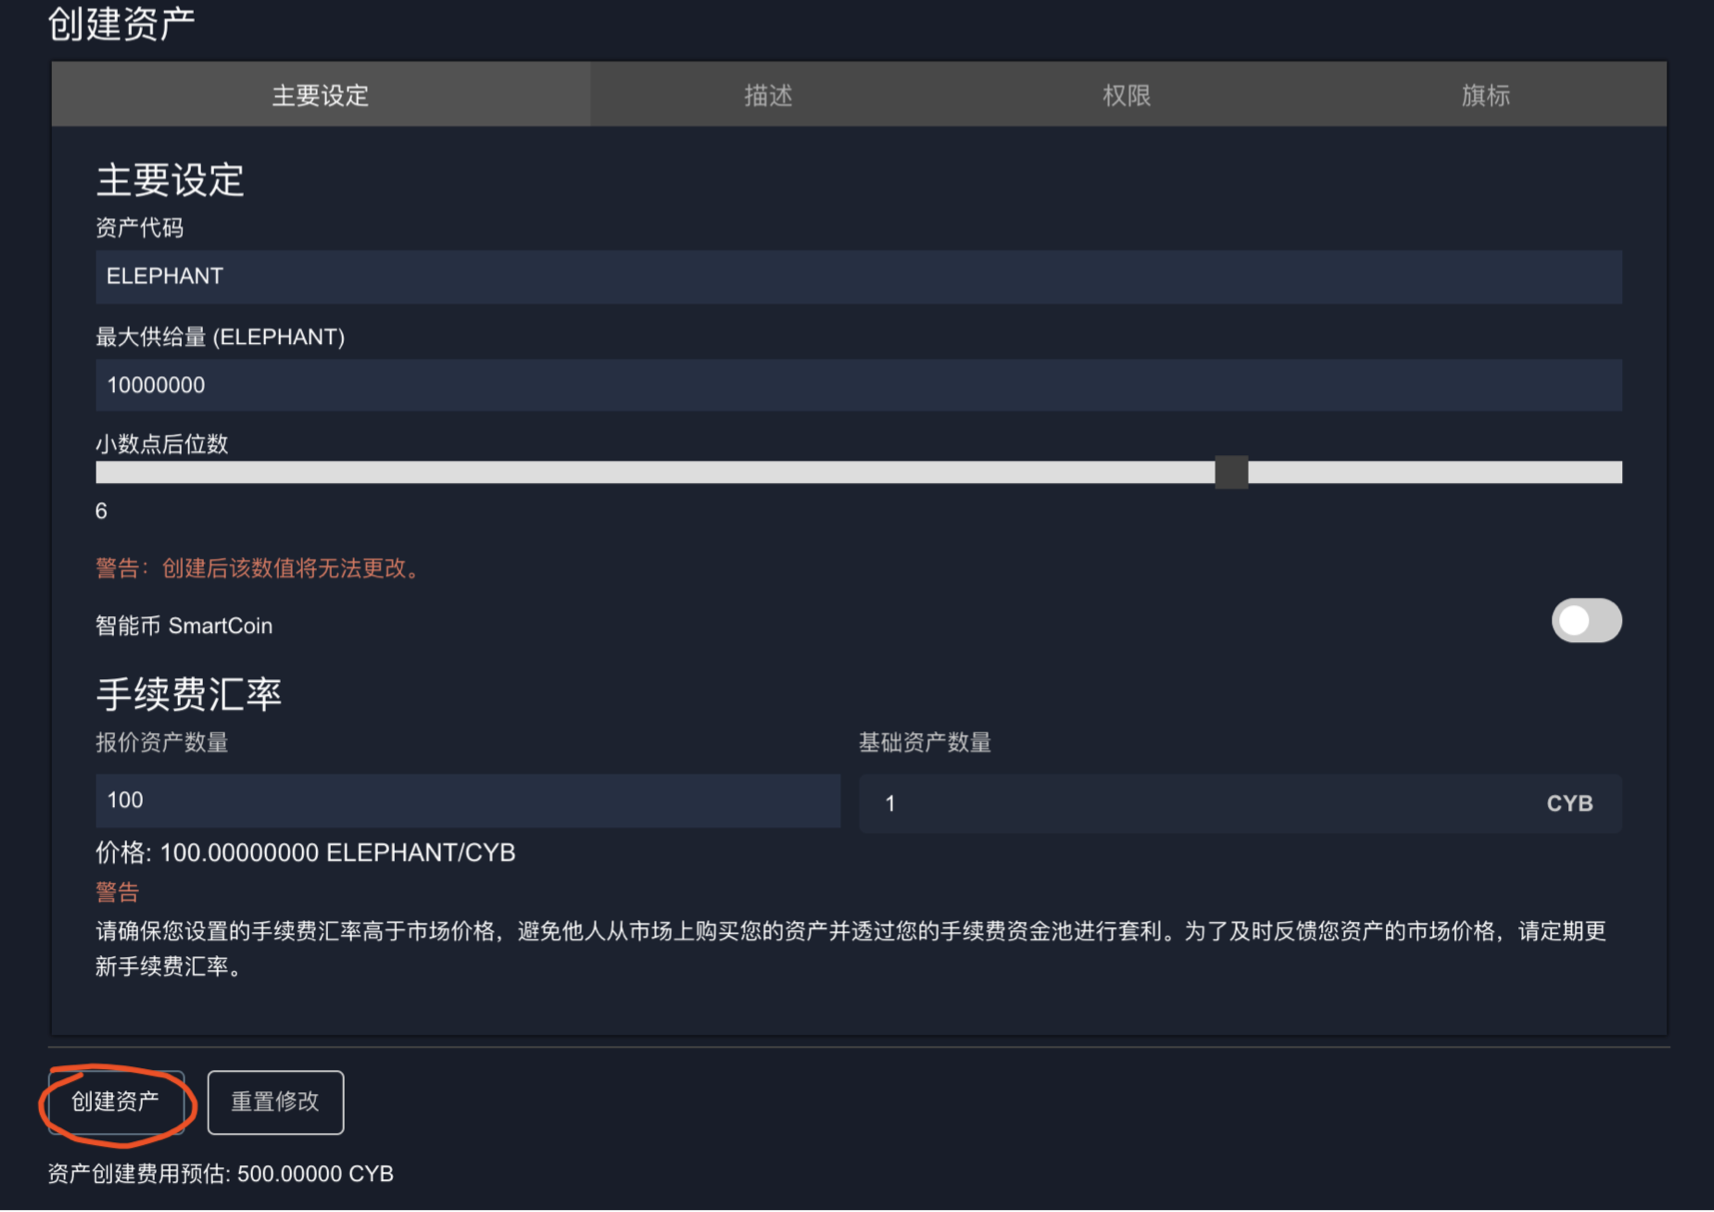 创建资产
主要设定 描述 权限 旗标
主要设定
资产代码
ELEPHANT
最大供给量 (ELEPHANT)
10000000
小数点后位数
6
警告：创建后该数值将无法更改。
智能币 SmartCoin
手续费汇率
报价资产数量 基础资产数量
100 1 CYB
价格: 100.00000000 ELEPHANT/CYB
警告
请确保您设置的手续费汇率高于市场价格，避免他人从市场上购买您的资产并透过您的手续费资金池进行套利。为了及时反馈您资产的市场价格，请定期更
新手续费汇率。
创建资产 重置修改
资产创建费用预估: 500.00000 CYB